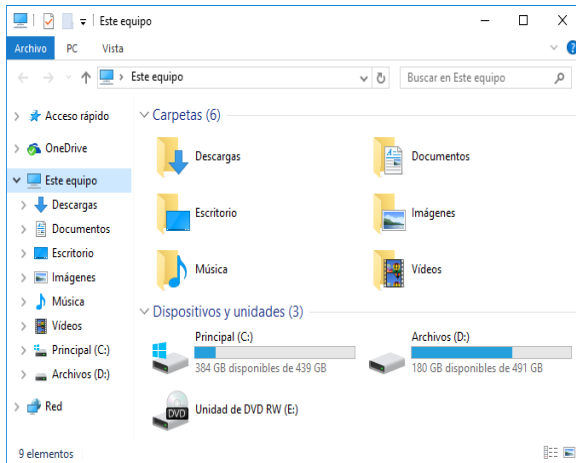 Este equipo
Archivo PC Vista
Este equipo
Buscar en Este equipo
Acceso rápido
OneDrive
Este equipo
Descargas
Documentos
Escritorio
Imágenes
Música
Vídeos
Principal (C:)
Archivos (D:)
Red
Carpetas (6)
Descargas
Documentos
Escritorio
Imágenes
Música
Vídeos
Dispositivos y unidades (3)
Principal (C:)
384 GB disponibles de 439 GB
Archivos (D:)
180 GB disponibles de 491 GB
DVD
Unidad de DVD RW (E:)
9 elementos